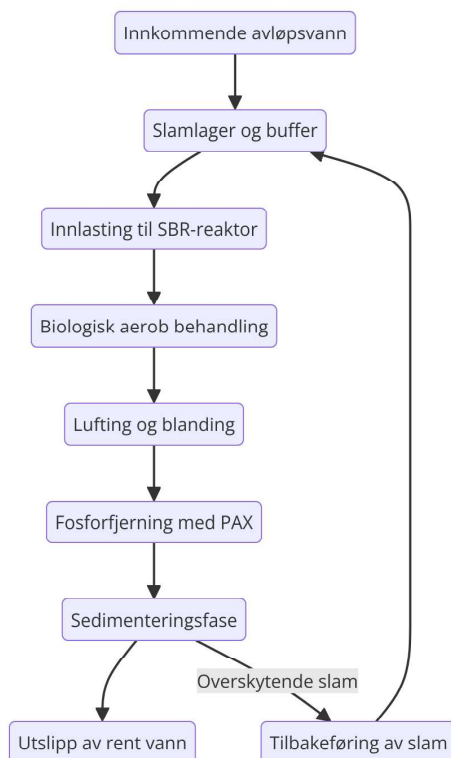 Innkommende avløpsvann
Slamlager og buffer
Innlasting til SBR-reaktor
Biologisk aerob behandling
Lufting og blanding
Fosforfjerning med PAX
Sedimenteringsfase
Overskytende slam
Utslipp av rent vann
Tilbakeføring av slam